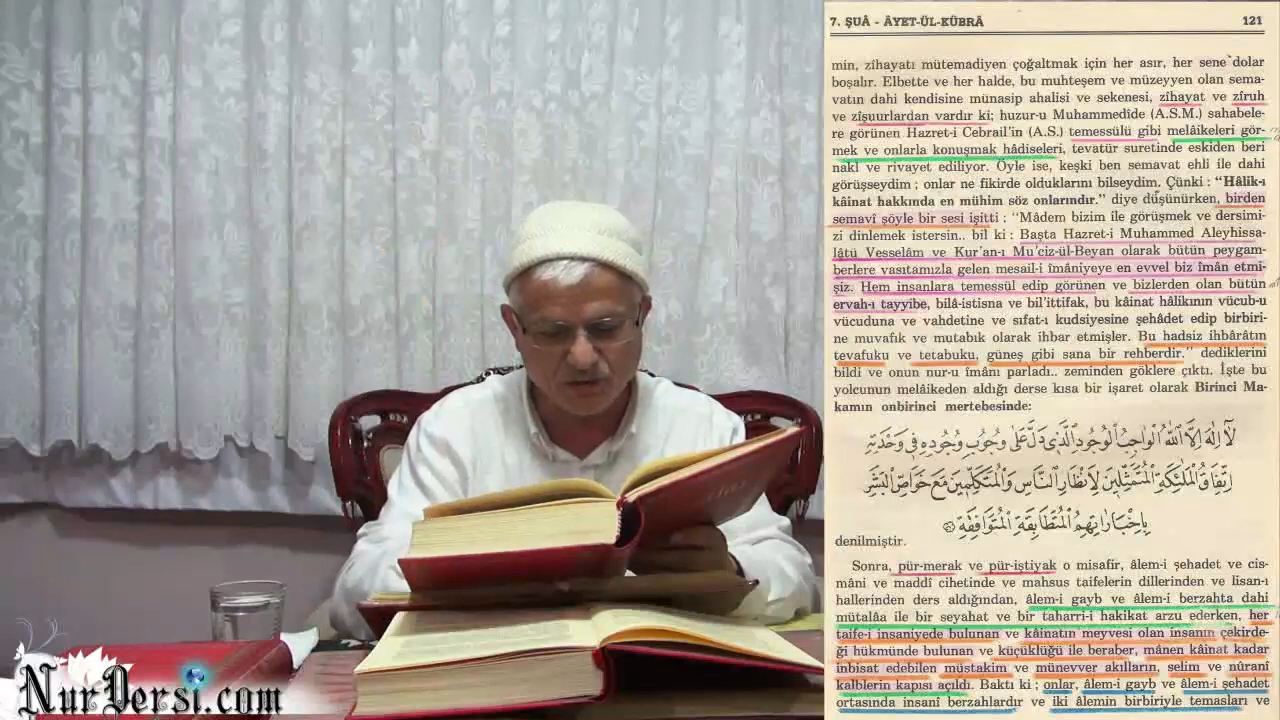 7. ŞUÂ - ÂYET-ÜL-KÜBRÂ 121
min, zîhayatı mütemadiyen çoğaltmak için her asır, her sene dolar
boşalır. Elbette ve her halde, bu muhteşem ve müzeyyen olan sema-
vatın dahi kendisine münasip ahalisi ve sekenesi, zîhayat ve zîruh
ve zîşuurlardan vardır ki; huzur-u Muhammedîde (A.S.M.) sahabele-
re görünen Hazret-i Cebrail'in (A.S.) temessülü gibi melâikeleri gör-
mek ve onlarla konuşmak hâdiseleri, tevatür suretinde eskiden beri
nakl ve rivayet ediliyor. Öyle ise, keşki ben semavat ehli ile dahi
görüşseydim ; onlar ne fikirde olduklarını bilseydim. Çünki : "Hâlik-ı
kâinat hakkında en mühim söz onlarındır." diye düşünürken, birden
semavî şöyle bir sesi işitti : "Mâdem bizim ile görüşmek ve dersimi-
zi dinlemek istersin.. bil ki : Başta Hazret-i Muhammed Aleyhissa-
lâtü Vesselâm ve Kur'an-ı Mu'ciz-ül-Beyan olarak bütün peygam-
berlere vasıtamızla gelen mesail-i îmâniyeye en evvel biz îmân etmi-
şiz. Hem insanlara temessül edip görünen ve bizlerden olan bütün
ervah-ı tayyibe, bilâ-istisna ve bil'ittifak, bu kâinat hâlikının vücub-u
vücuduna ve vahdetine ve sıfat-ı kudsiyesine şehâdet edip birbiri-
ne muvafık ve mutabık olarak ihbar etmişler. Bu hadsiz ihbârâtın
tevafuku ve tetabuku, güneş gibi sana bir rehberdir." dediklerini
bildi ve onun nur-u îmânı parladı.. zeminden göklere çıktı. İşte bu
yolcunun melâikeden aldığı derse kısa bir işaret olarak Birinci Ma-
kamın onbirinci mertebesinde:
لَا اِلٰهَ اِلَّا اللّٰهُ الْوَاجِبُ الْوُجُودِ الَّذِى دَلَّ عَلٰى وُجُوبِ وُجُودِهِ فِى وَحْدَتِهِ
اِتِّفَاقُ الْمَلٰئِكَةِ الْمُتَمَثِّلِينَ لِاَنْظَارِ النَّاسِ وَالْمُتَكَلِّمِينَ مَعَ خَوَاصِّ الْبَشَرِ
بِاِخْبَارَاتِهِمُ الْمُتَطَابِقَةِ الْمُتَوَافِقَةِ
denilmiştir.
Sonra, pür-merak ve pür-iştiyak o misafir, âlem-i şehadet ve cis-
mâni ve maddî cihetinde ve mahsus taifelerin dillerinden ve lisan-ı
hallerinden ders aldığından, âlem-i gayb ve âlem-i berzahta dahi
mütalâa ile bir seyahat ve bir taharri-i hakikat arzu ederken, her
taife-i insaniyede bulunan ve kâinatın meyvesi olan insanın çekirde-
ği hükmünde bulunan ve küçüklüğü ile beraber, mânen kâinat kadar
inbisat edebilen müstakim ve münevver akılların, selim ve nûranî
kalblerin kapısı açıldı. Baktı ki ; onlar, âlem-i gayb ve âlem-i şehadet
ortasında insanî berzahlardır ve iki âlemin birbiriyle temasları ve
NurDersi.com